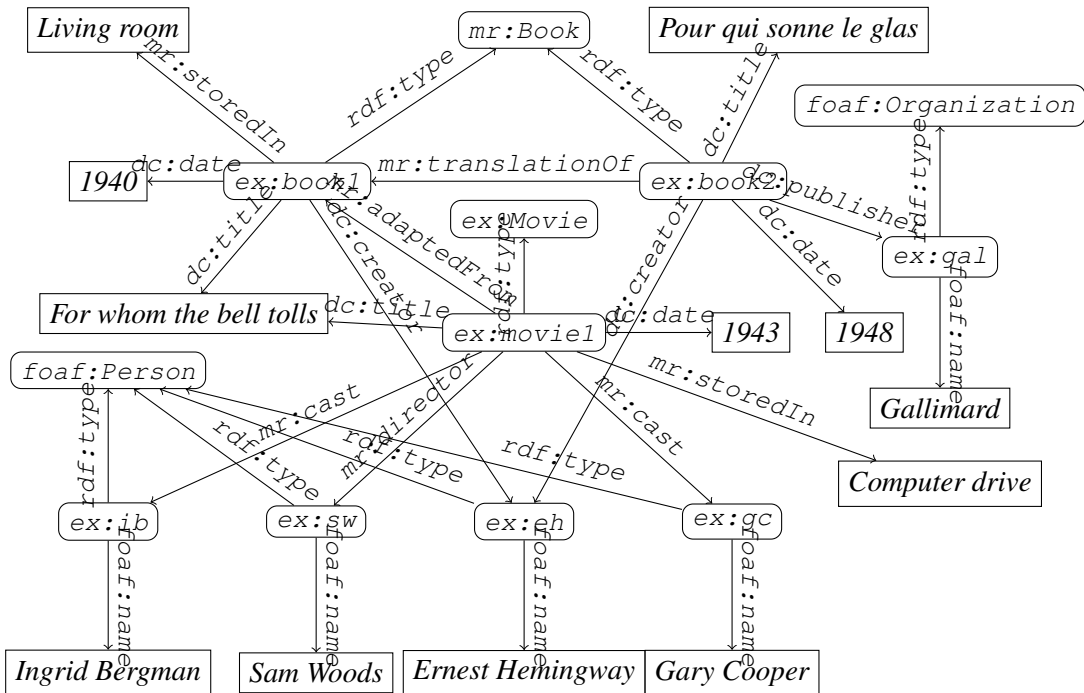 Living room
mr:Book
Pour qui sonne le glas
mr:storedIn
rdf:type
rdf:type
dc:title
foaf:Organization
rdf:type
1940
dc:date
ex:book1
mr:translationOf
ex:book2
dc:publisher
dc:title
mr:adaptedFrom
dc:creator
ex:Movie
rdf:type
dc:creator
dc:date
ex:gal
foaf:name
For whom the bell tolls
dc:title
ex:movie1
dc:date
1943
1948
foaf:Person
mr:storedIn
Gallimard
rdf:type
mr:cast
rdf:type
mr:director
rdf:type
rdf:type
mr:cast
Computer drive
ex:ib
ex:sw
ex:eh
ex:gc
foaf:name
foaf:name
foaf:name
foaf:name
Ingrid Bergman
Sam Woods
Ernest Hemingway
Gary Cooper